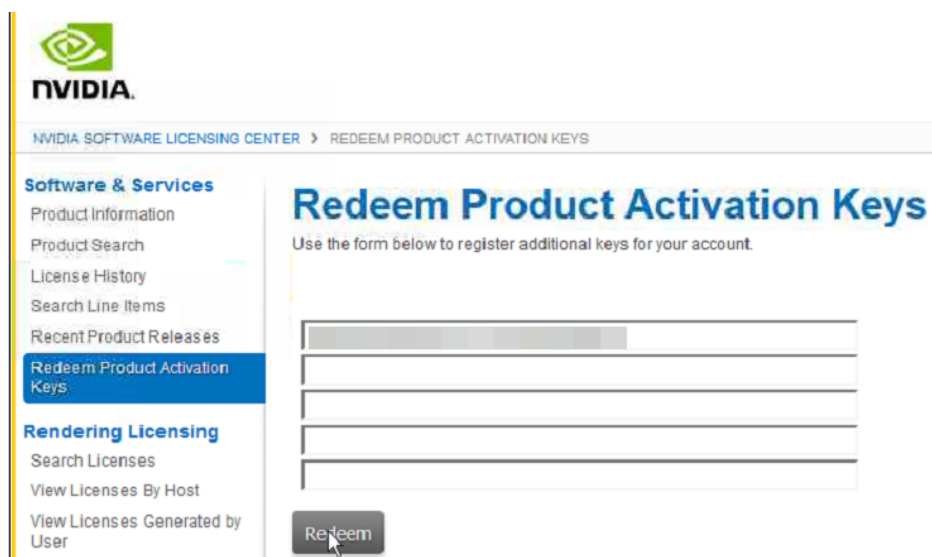 NVIDIA.
NVIDIA SOFTWARE LICENSING CENTER > REDEEM PRODUCT ACTIVATION KEYS
Software & Services
Product Information
Product Search
License History
Search Line Items
Recent Product Releases
Redeem Product Activation
Keys
Rendering Licensing
Search Licenses
View Licenses By Host
View Licenses Generated by
User
Redeem Product Activation Keys
Use the form below to register additional keys for your account.
Redeem